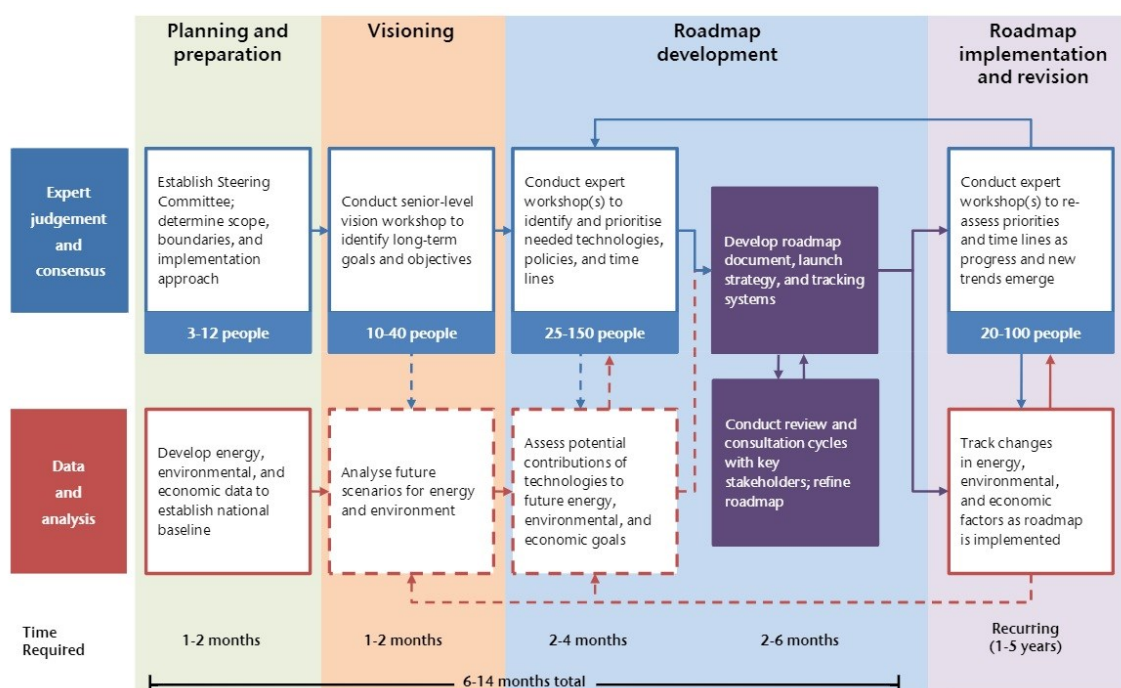 Planning and
preparation
Visioning
Roadmap
development
Roadmap
implementation
and revision
Expert
judgement
and
consensus
Establish Steering
Committee;
determine scope,
boundaries, and
implementation
approach
3-12 people
Conduct senior-level
vision workshop to
identify long-term
goals and objectives
10-40 people
Conduct expert
workshop(s) to
identify and prioritise
needed technologies,
policies, and time
lines
25-150 people
Develop roadmap
document, launch
strategy, and tracking
systems
Conduct expert
workshop(s) to re-
assess priorities
and time lines as
progress and new
trends emerge
20-100 people
Data
and
analysis
Develop energy,
environmental, and
economic data to
establish national
baseline
Analyse future
scenarios for energy
and environment
Assess potential
contributions of
technologies to
future energy,
environmental, and
economic goals
Conduct review and
consultation cycles
with key
stakeholders; refine
roadmap
Track changes
in energy,
environmental,
and economic
factors as roadmap
is implemented
Time
Required
1-2 months
1-2 months
2-4 months
2-6 months
Recurring
(1-5 years)
6-14 months total